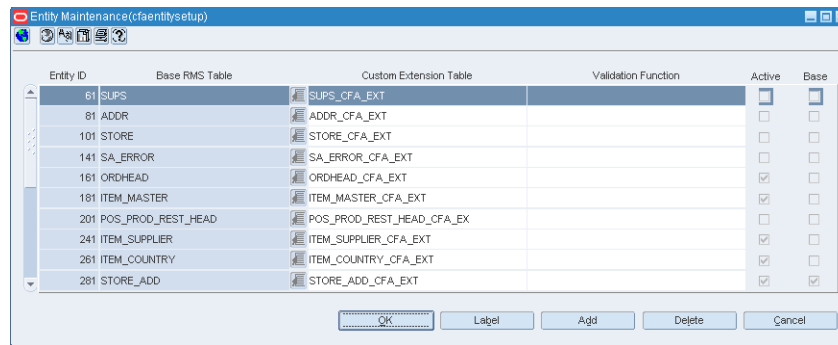 Entity Maintenance(cfaentitysetup)
Entity ID Base RMS Table Custom Extension Table Validation Function Active Base
61 SUPS SUPS_CFA_EXT
81 ADDR ADDR_CFA_EXT
101 STORE STORE_CFA_EXT
141 SA_ERROR SA_ERROR_CFA_EXT
161 ORDHEAD ORDHEAD_CFA_EXT
181 ITEM_MASTER ITEM_MASTER_CFA_EXT
201 POS_PROD_REST_HEAD POS_PROD_REST_HEAD_CFA_EX
241 ITEM_SUPPLIER ITEM_SUPPLIER_CFA_EXT
261 ITEM_COUNTRY ITEM_COUNTRY_CFA_EXT
281 STORE_ADD STORE_ADD_CFA_EXT
OK Label Add Delete Cancel